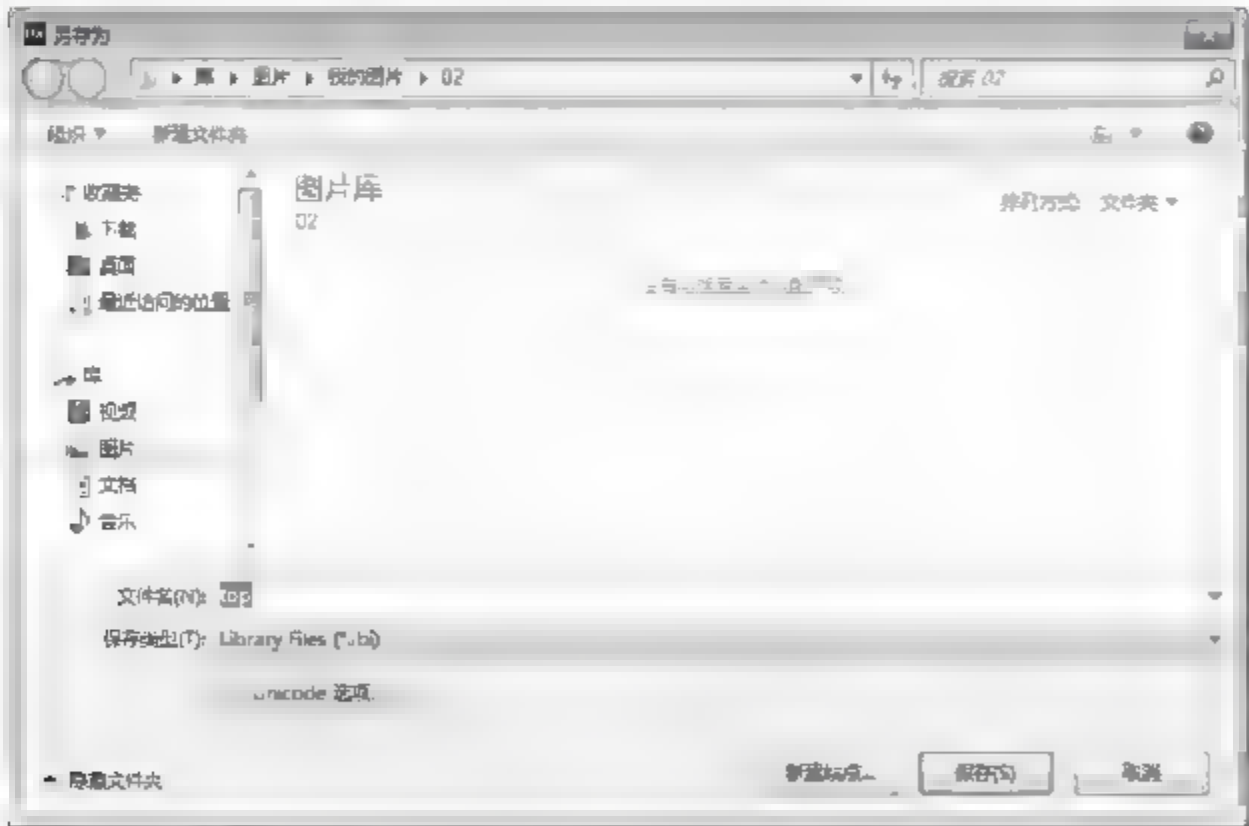 另存为
库 ▸ 图片 ▸ 我的图片 ▸ 02
搜索 02
组织 新建文件夹
收藏夹
下载
桌面
最近访问的位置
库
视频
图片
文档
音乐
图片库
02
排列方式: 文件夹
文件名(N): top
保存类型(T): Library Files (*.lbi)
Unicode 选项
隐藏文件夹
新建站点...
保存(S)
取消